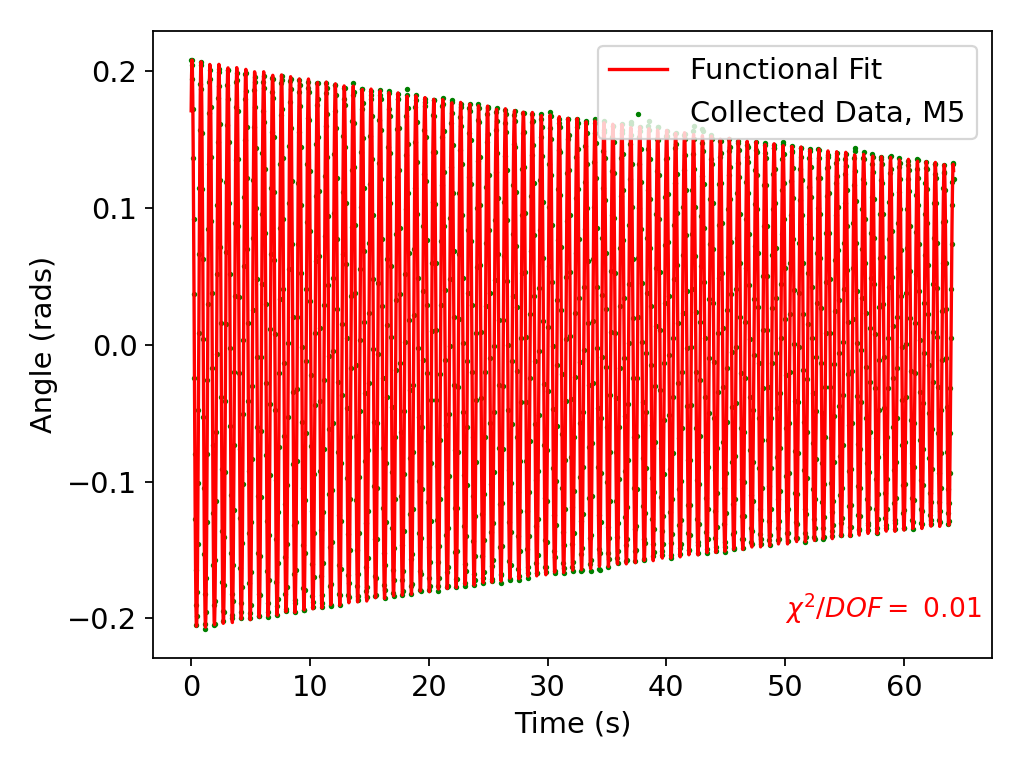 Functional Fit
Collected Data, M5
0.2
0.1
0.0
−0.1
−0.2
Angle (rads)
χ²/DOF = 0.01
0 10 20 30 40 50 60
Time (s)